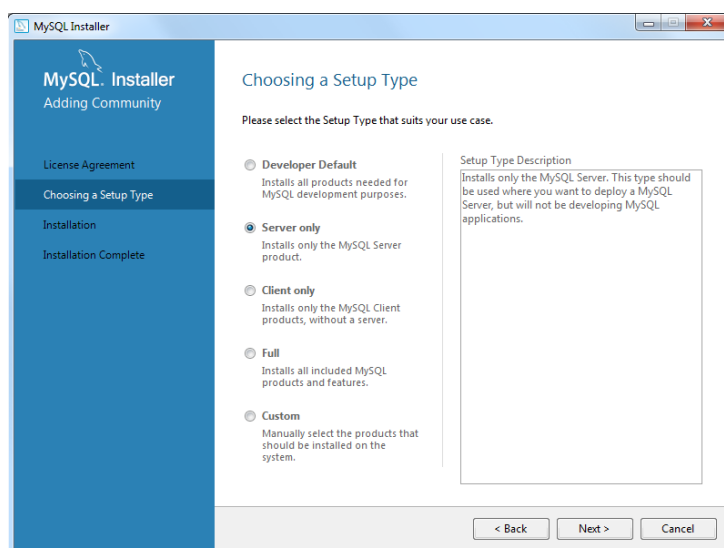 MySQL Installer
MySQL. Installer
Adding Community
License Agreement
Choosing a Setup Type
Installation
Installation Complete
Choosing a Setup Type
Please select the Setup Type that suits your use case.
Developer Default
Installs all products needed for
MySQL development purposes.
Server only
Installs only the MySQL Server
product.
Client only
Installs only the MySQL Client
products, without a server.
Full
Installs all included MySQL
products and features.
Custom
Manually select the products that
should be installed on the
system.
Setup Type Description
Installs only the MySQL Server. This type should
be used where you want to deploy a MySQL
Server, but will not be developing MySQL
applications.
< Back
Next >
Cancel